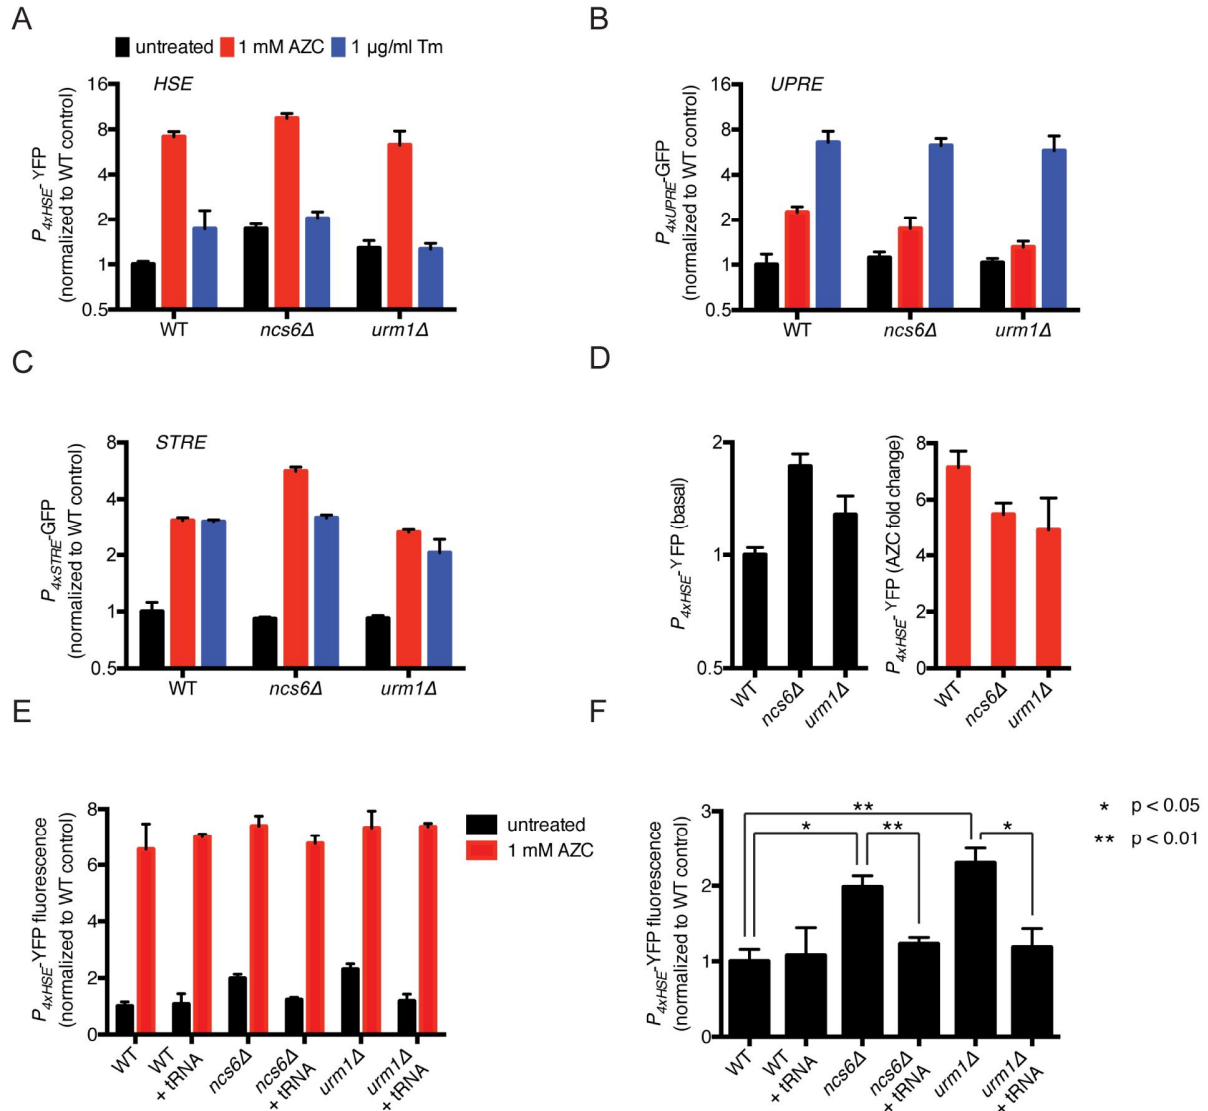 A
untreated 1 mM AZC 1 µg/ml Tm
HSE
P4xHSE- YFP
(normalized to WT control)
16
8
4
2
1
0.5
WT ncs6Δ urm1Δ
B
UPRE
P4xUPRE-GFP
(normalized to WT control)
16
8
4
2
1
0.5
WT ncs6Δ urm1Δ
C
STRE
P4xSTRE-GFP
(normalized to WT control)
8
4
2
1
0.5
WT ncs6Δ urm1Δ
D
P4xHSE- YFP (basal)
2
1
0.5
WT ncs6Δ urm1Δ
P4xHSE- YFP (AZC fold change)
8
6
4
2
0
WT ncs6Δ urm1Δ
E
P4xHSE-YFP fluorescence
(normalized to WT control)
8
6
4
2
0
untreated
1 mM AZC
WT
WT
+ tRNA
ncs6Δ
ncs6Δ
+ tRNA
urm1Δ
urm1Δ
+ tRNA
F
P4xHSE-YFP fluorescence
(normalized to WT control)
3
2
1
0
**
* ** *
* p < 0.05
** p < 0.01
WT
WT
+ tRNA
ncs6Δ
ncs6Δ
+ tRNA
urm1Δ
urm1Δ
+ tRNA